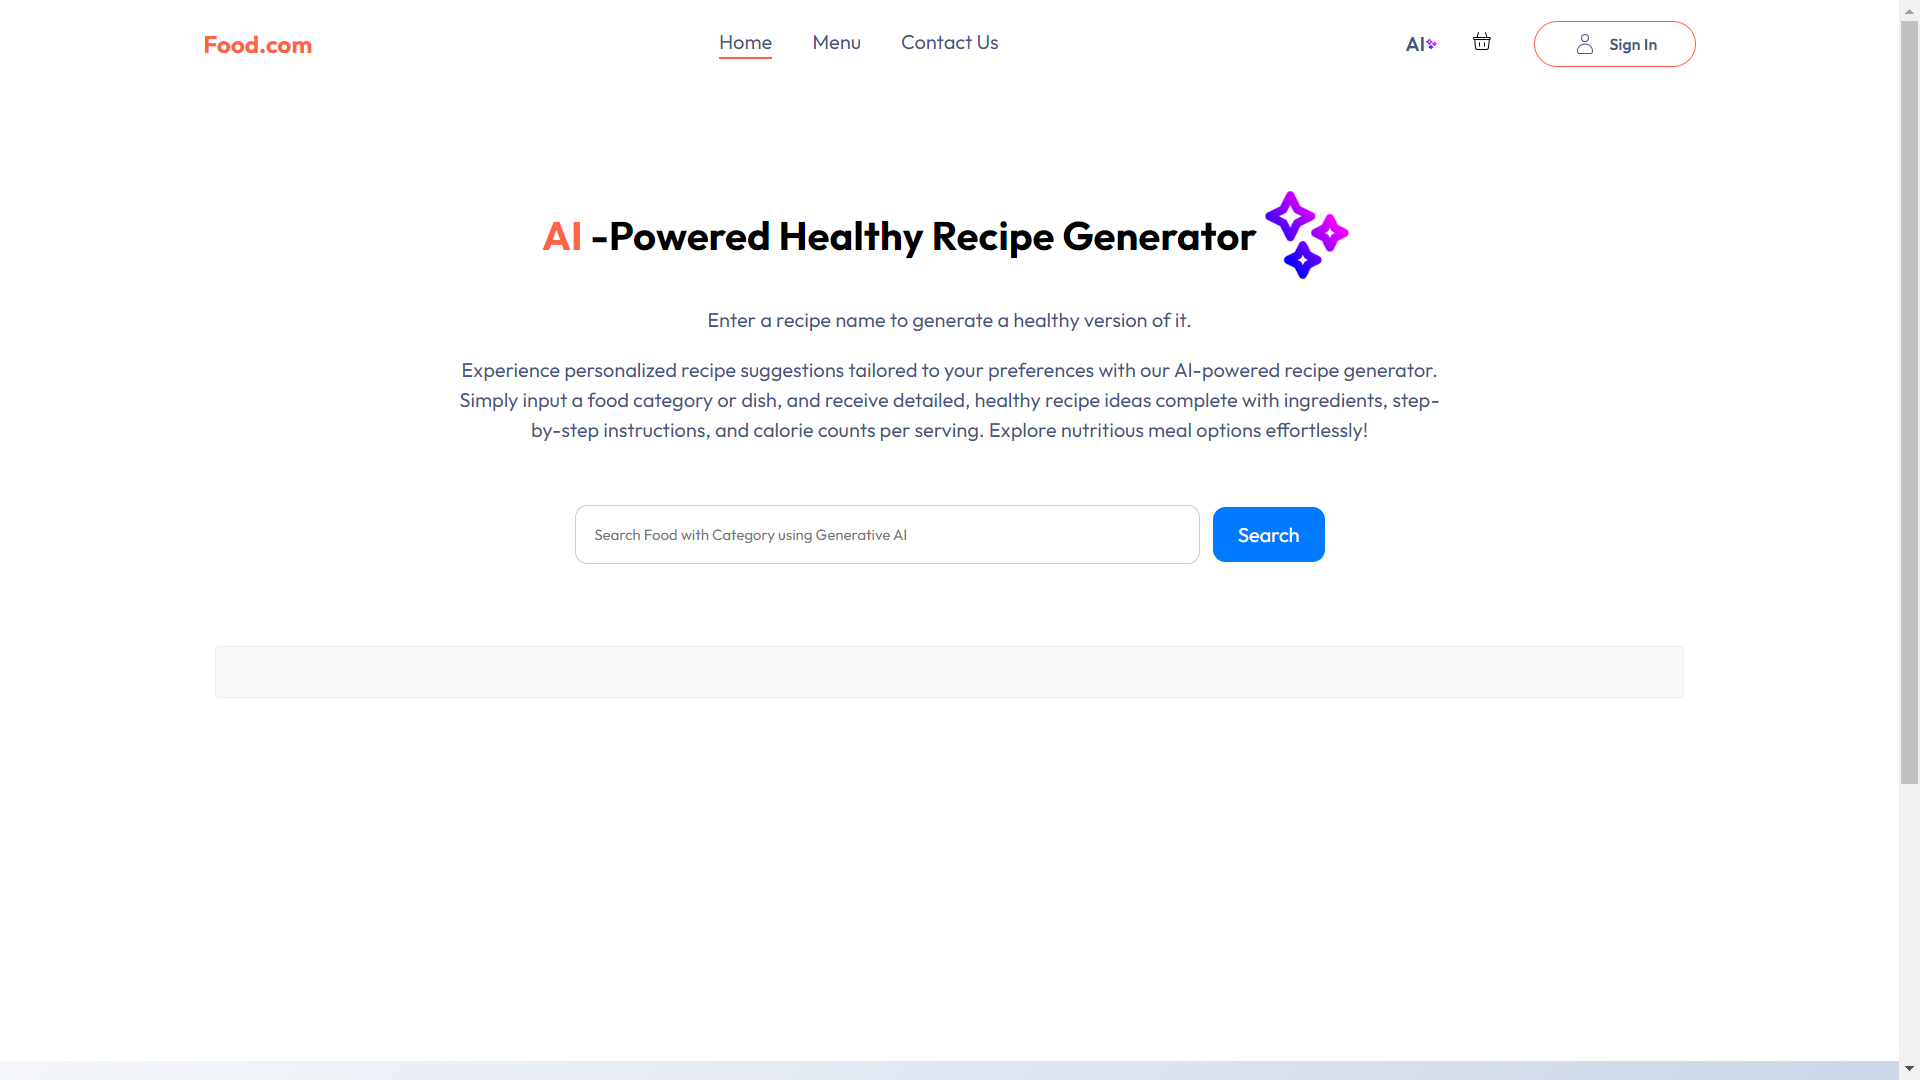 Food.com
Home
Menu
Contact Us
AI
Sign In
AI -Powered Healthy Recipe Generator
Enter a recipe name to generate a healthy version of it.
Experience personalized recipe suggestions tailored to your preferences with our AI-powered recipe generator.
Simply input a food category or dish, and receive detailed, healthy recipe ideas complete with ingredients, step-
by-step instructions, and calorie counts per serving. Explore nutritious meal options effortlessly!
Search Food with Category using Generative AI
Search